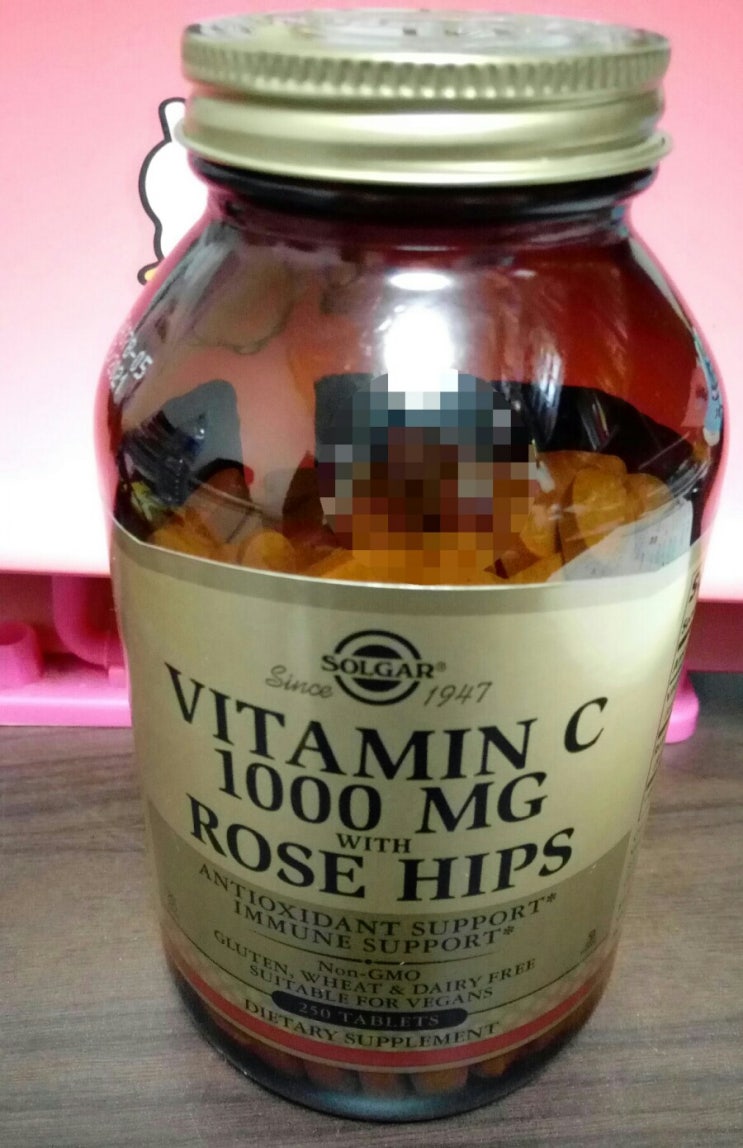 SOLGAR®
Since 1947
VITAMIN C
1000 MG
WITH
ROSE HIPS
ANTIOXIDANT SUPPORT*
IMMUNE SUPPORT*
Non-GMO
GLUTEN, WHEAT & DAIRY FREE
SUITABLE FOR VEGANS
250 TABLETS
DIETARY SUPPLEMENT